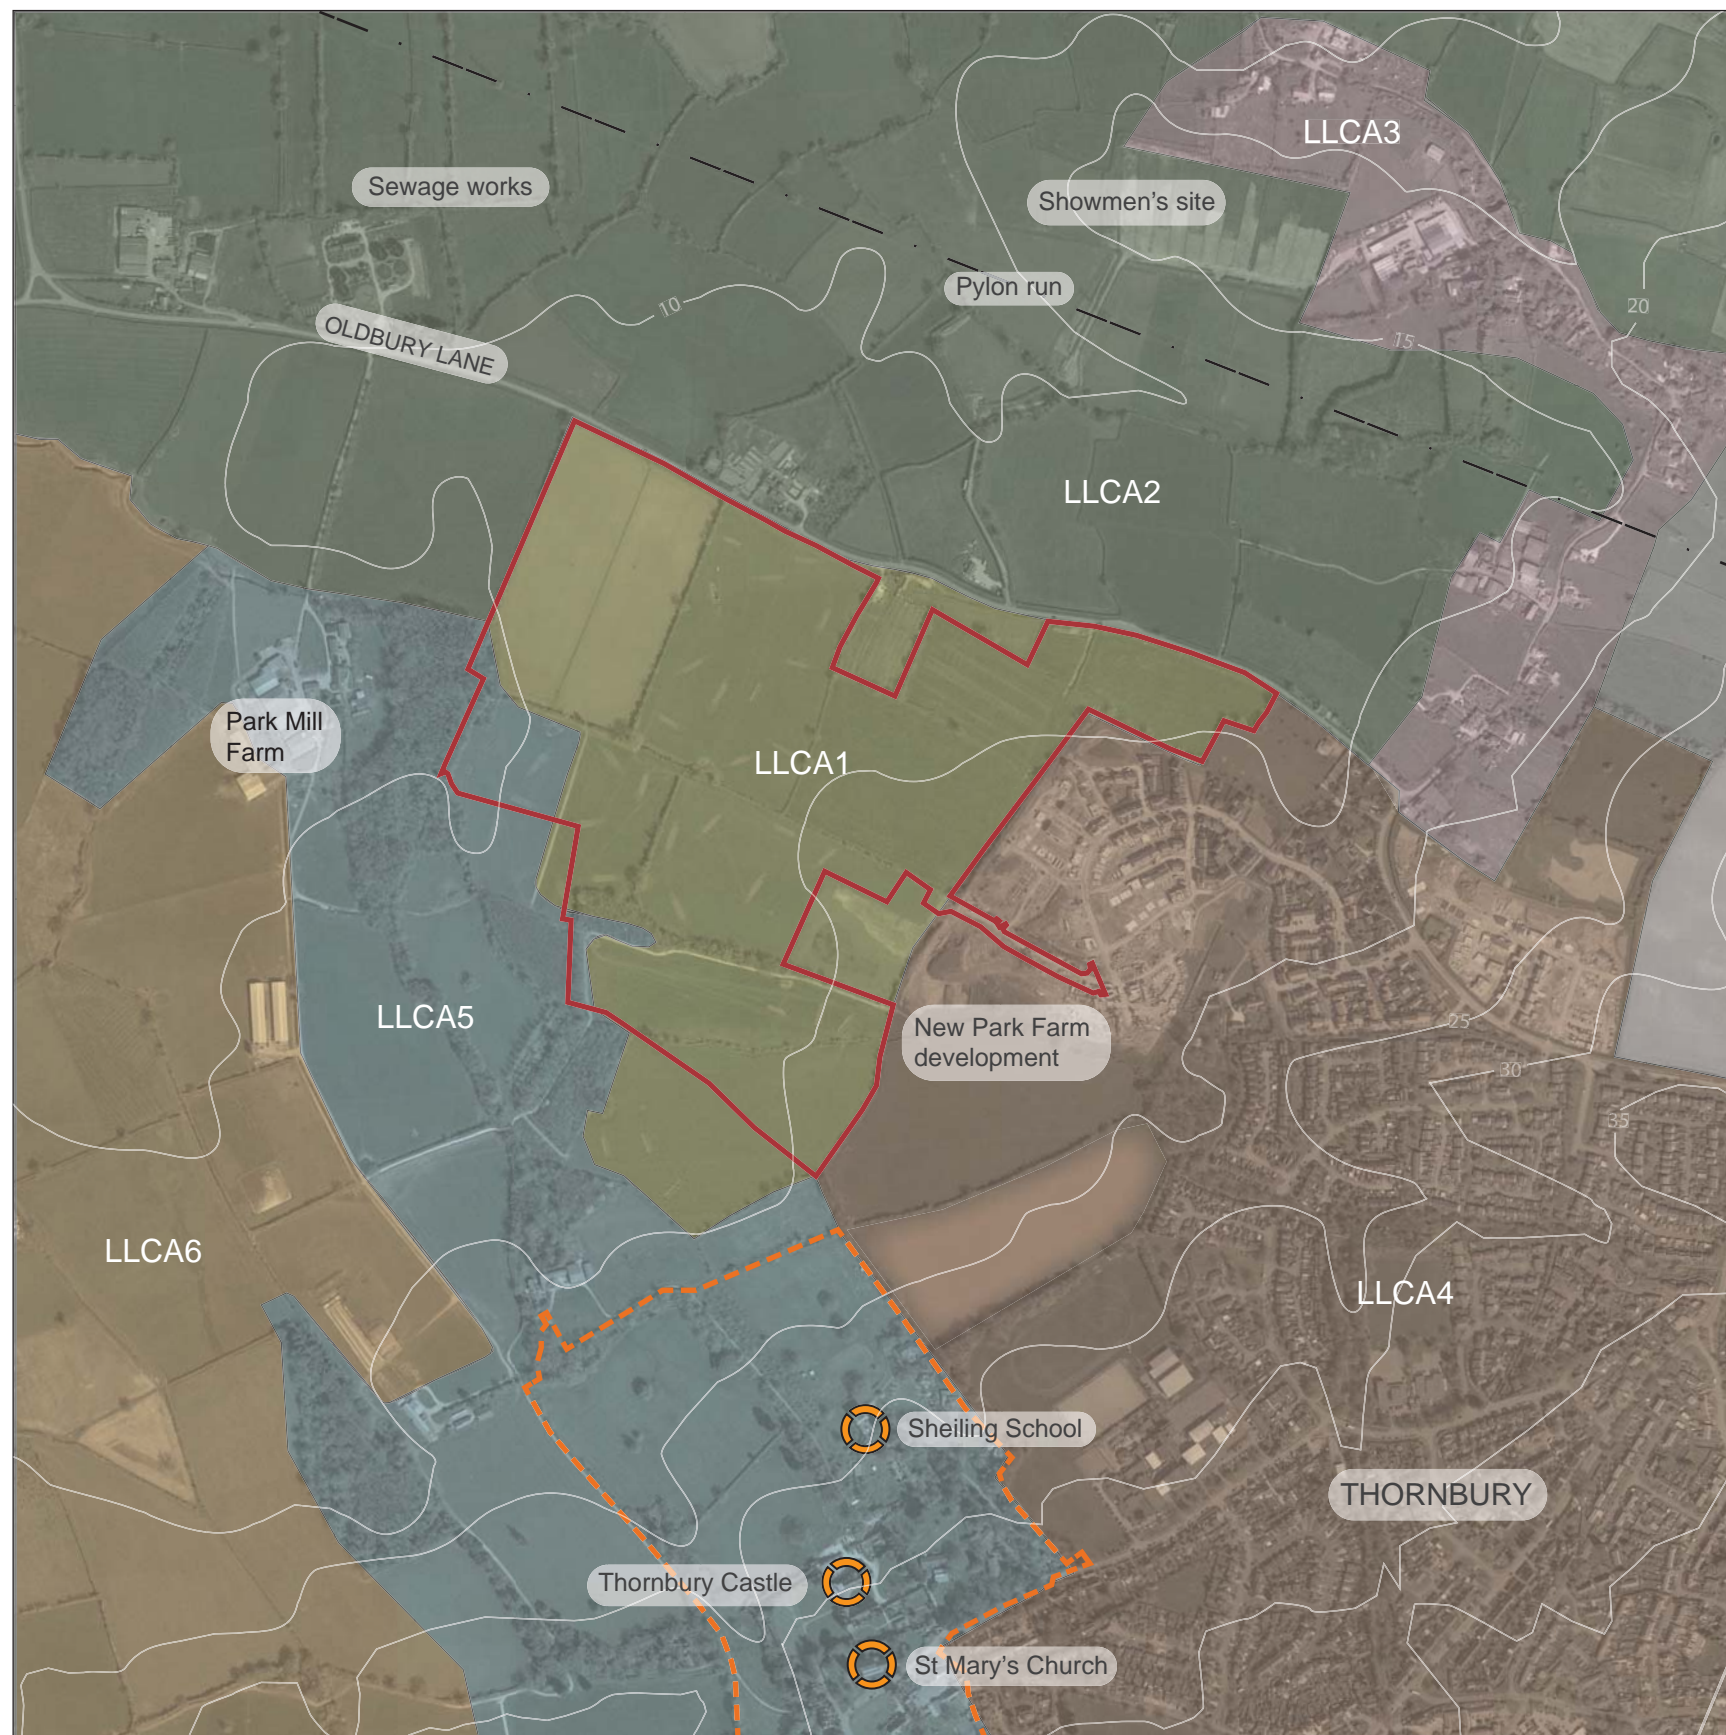 LLCA3
Sewage works
Showmen's site
Pylon run
10
20
OLDBURY LANE
15
LLCA2
Park Mill
Farm
LLCA1
LLCA5
New Park Farm
development
25
30
35
LLCA6
LLCA4
Sheiling School
THORNBURY
Thornbury Castle
St Mary's Church